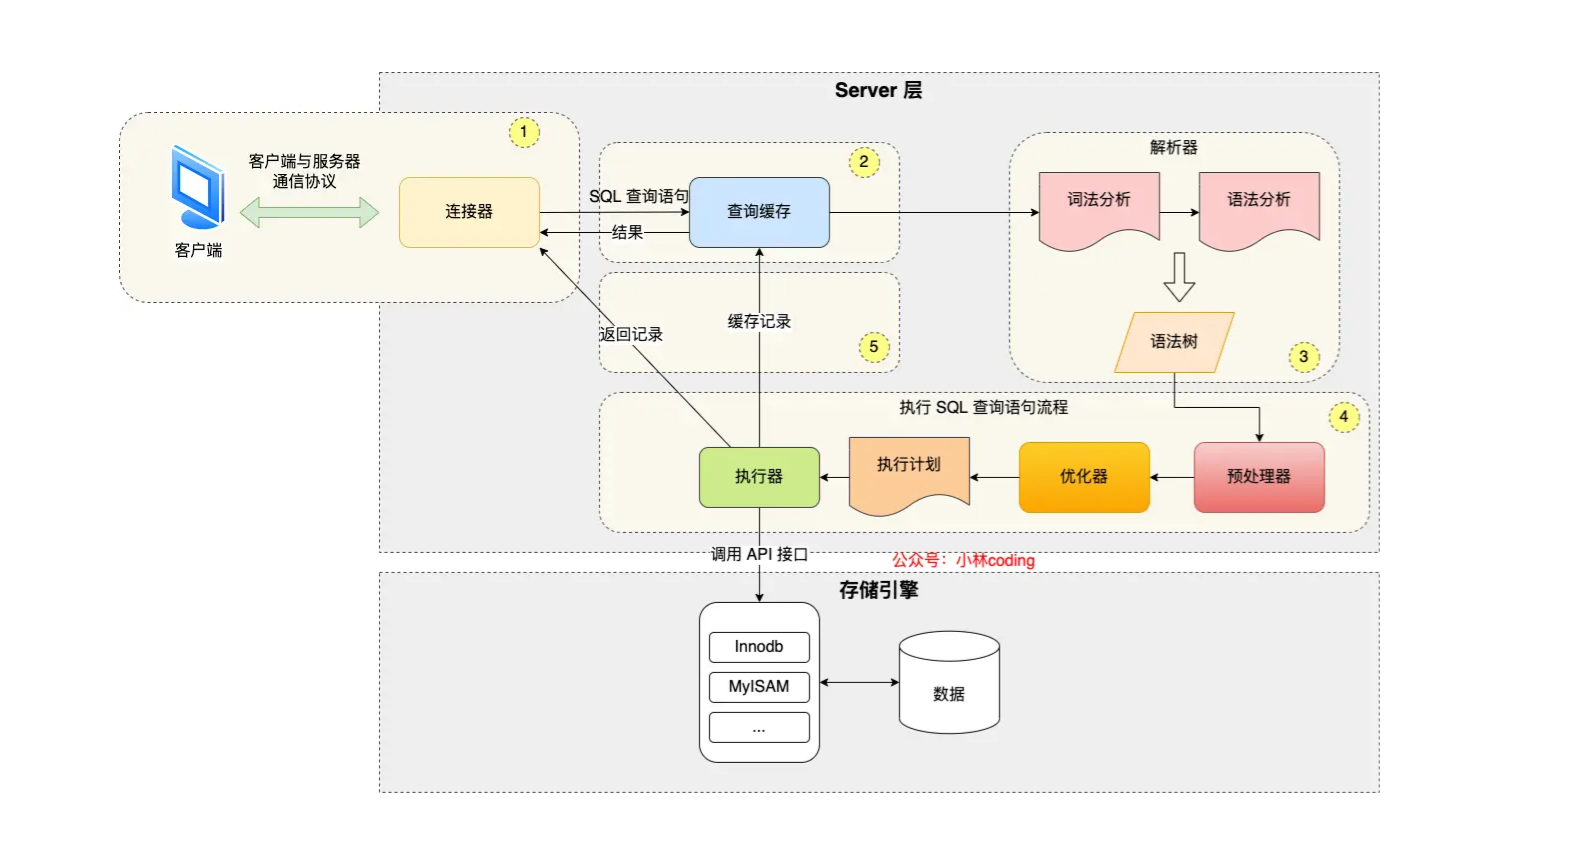 Server 层
1
客户端与服务器
通信协议
客户端
连接器
SQL 查询语句
结果
2
查询缓存
解析器
词法分析
语法分析
语法树
3
返回记录
缓存记录
5
执行 SQL 查询语句流程
4
执行器
执行计划
优化器
预处理器
调用 API 接口
公众号：小林coding
存储引擎
Innodb
MyISAM
...
数据